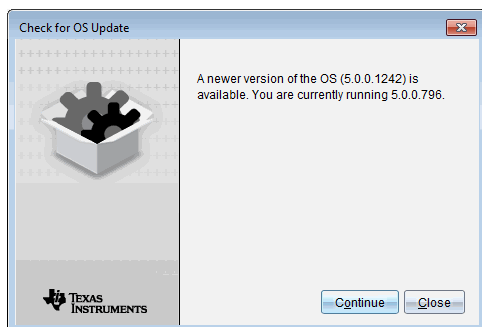 Check for OS Update
A newer version of the OS (5.0.0.1242) is
available. You are currently running 5.0.0.796.
TEXAS
INSTRUMENTS
Continue
Close